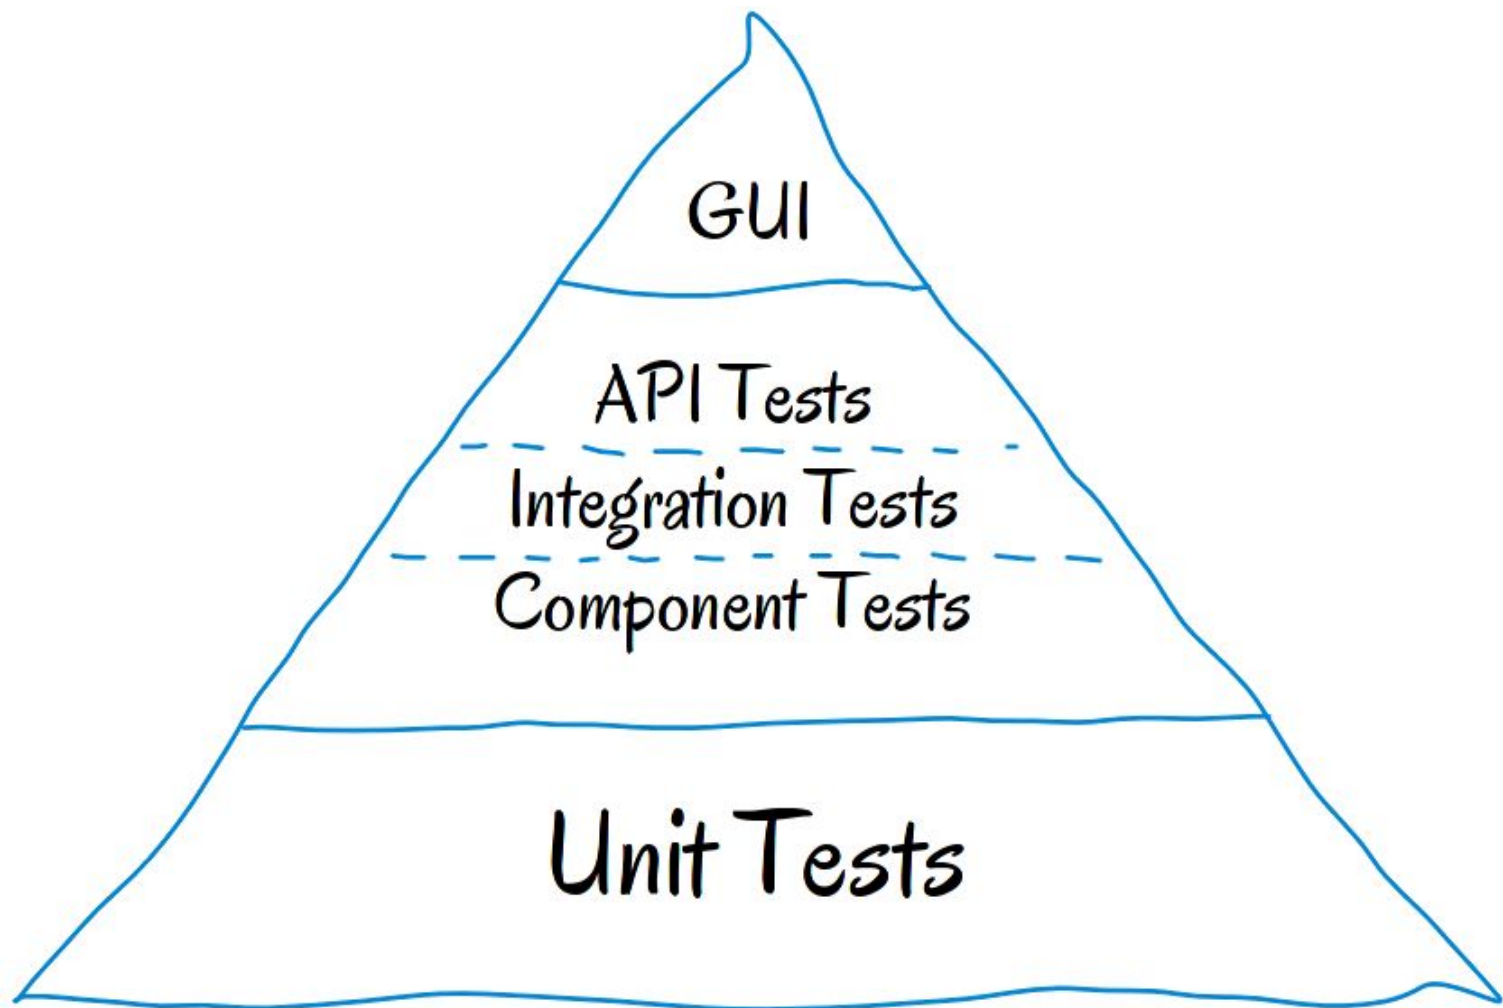 GUI
API Tests
Integration Tests
Component Tests
Unit Tests